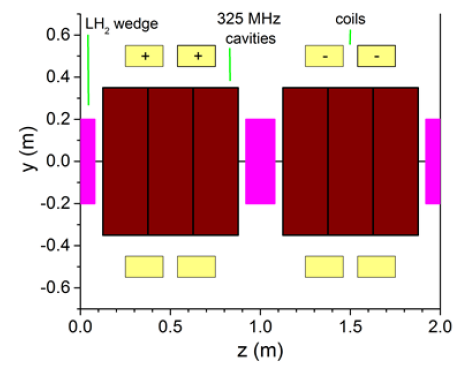 LH2 wedge
325 MHz
cavities
coils
+ + - -
0.6
0.4
0.2
0.0
-0.2
-0.4
-0.6
y (m)
0.0 0.5 1.0 1.5 2.0
z (m)